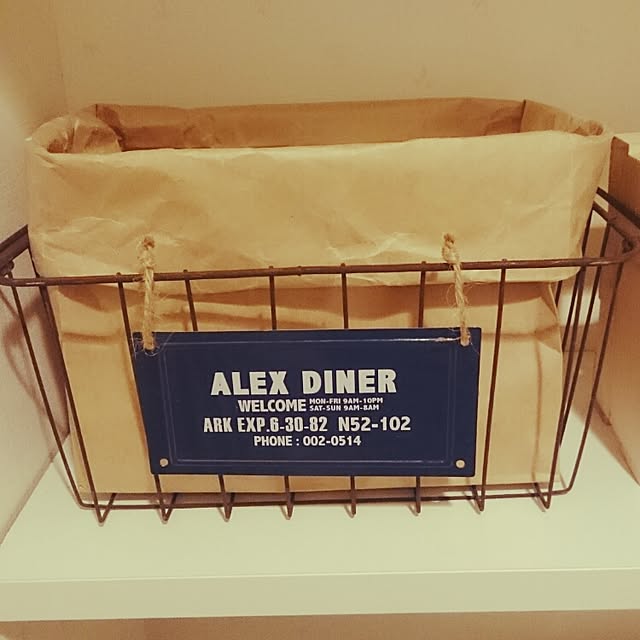 ALEX DINER
WELCOME MON-FRI 9AM-10PM
SAT-SUN 9AM-8AM
ARK EXP.6-30-82 N52-102
PHONE : 002-0514